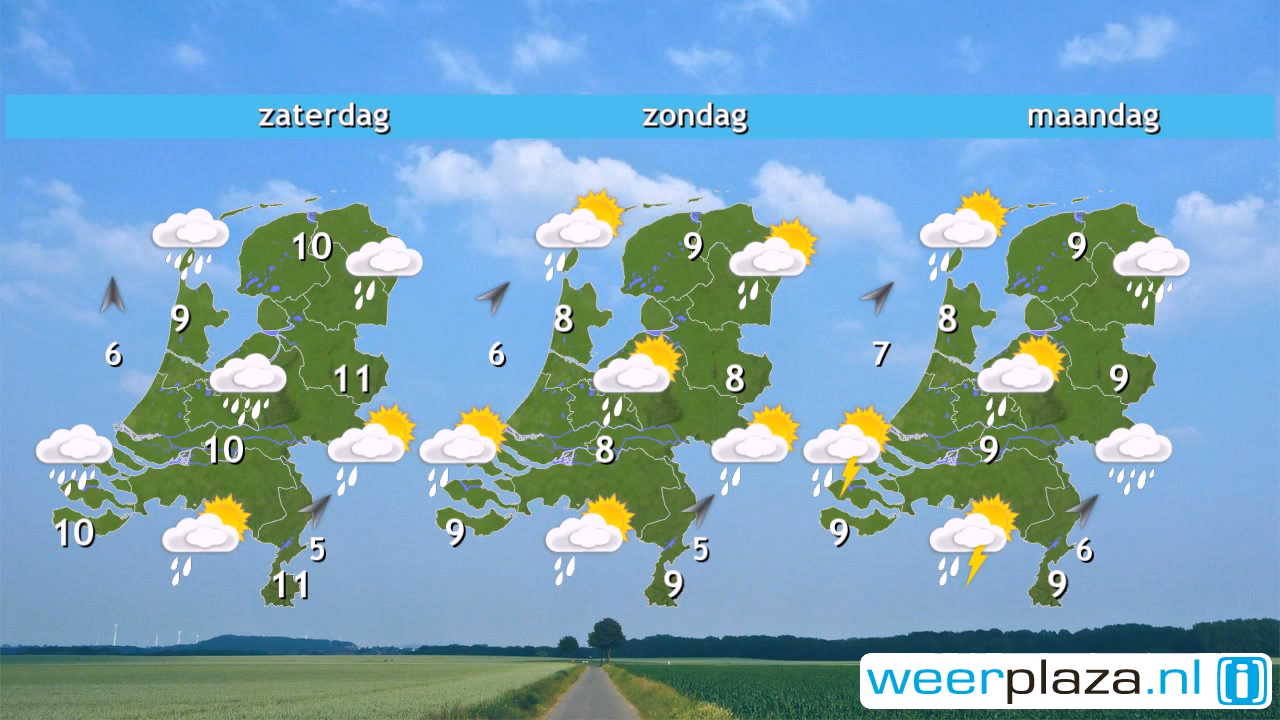 zaterdag zondag maandag
10 9 9
9 8 8
6 6 7
11 8 9
10 8 9
10 9 9
5 5 6
11 9 9
weerplaza.nl